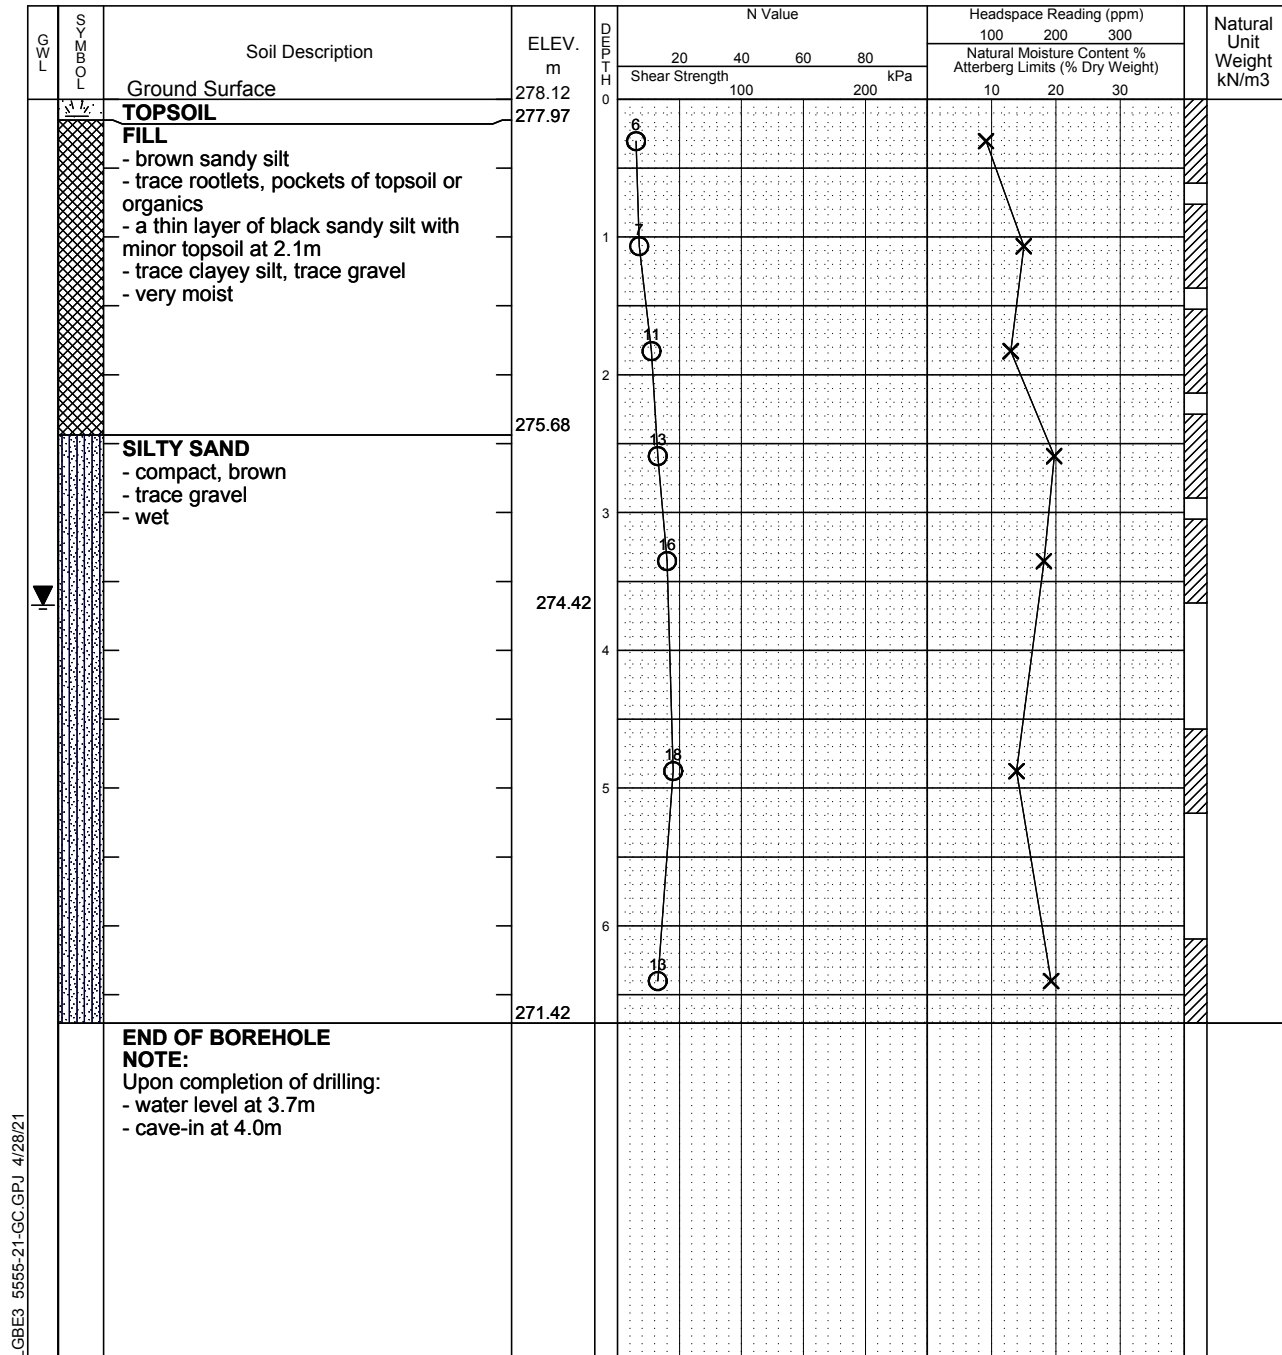 GWL
SYMBOL
Soil Description
ELEV.
m
DEPTH
N Value
20 40 60 80
Shear Strength kPa
100 200
Headspace Reading (ppm)
100 200 300
Natural Moisture Content %
Atterberg Limits (% Dry Weight)
10 20 30
Natural
Unit
Weight
kN/m3
Ground Surface 278.12 0
TOPSOIL 277.97
FILL
- brown sandy silt
- trace rootlets, pockets of topsoil or
organics
- a thin layer of black sandy silt with
minor topsoil at 2.1m
- trace clayey silt, trace gravel
- very moist
275.68
SILTY SAND
- compact, brown
- trace gravel
- wet
274.42
271.42
END OF BOREHOLE
NOTE:
Upon completion of drilling:
- water level at 3.7m
- cave-in at 4.0m
1
2
3
4
5
6
6
7
11
13
16
18
13
LGBE3 5555-21-GC.GPJ 4/28/21